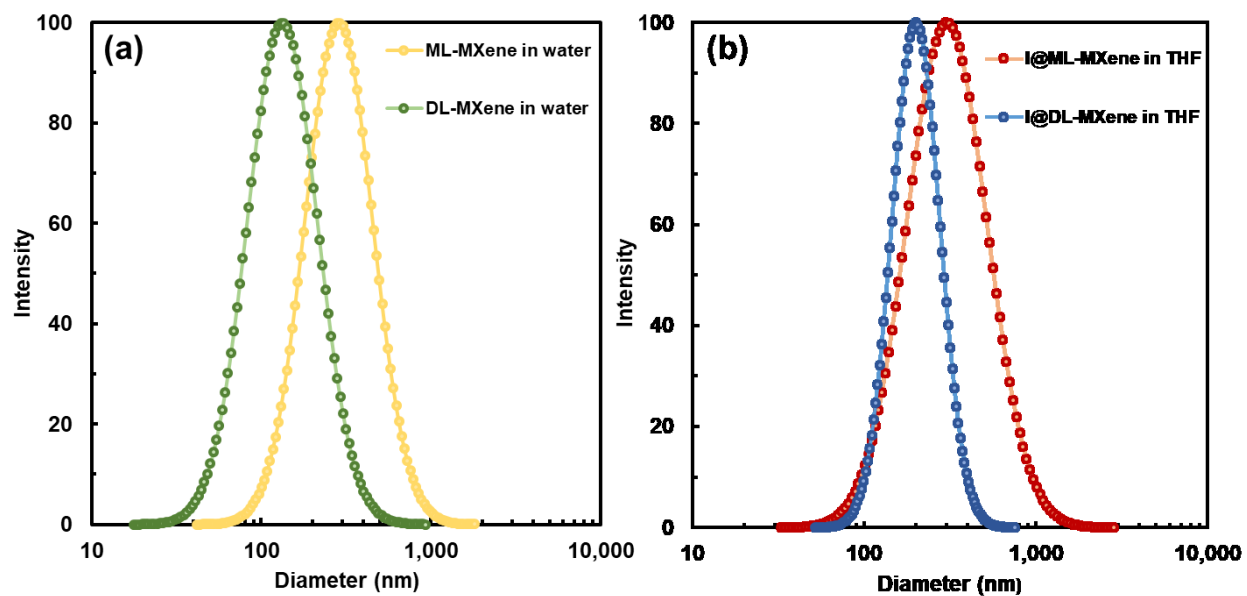 (a)
ML-MXene in water
DL-MXene in water
100
80
60
40
20
0
Intensity
10
100
1,000
10,000
Diameter (nm)
(b)
I@ML-MXene in THF
I@DL-MXene in THF
100
80
60
40
20
0
Intensity
10
100
1,000
10,000
Diameter (nm)